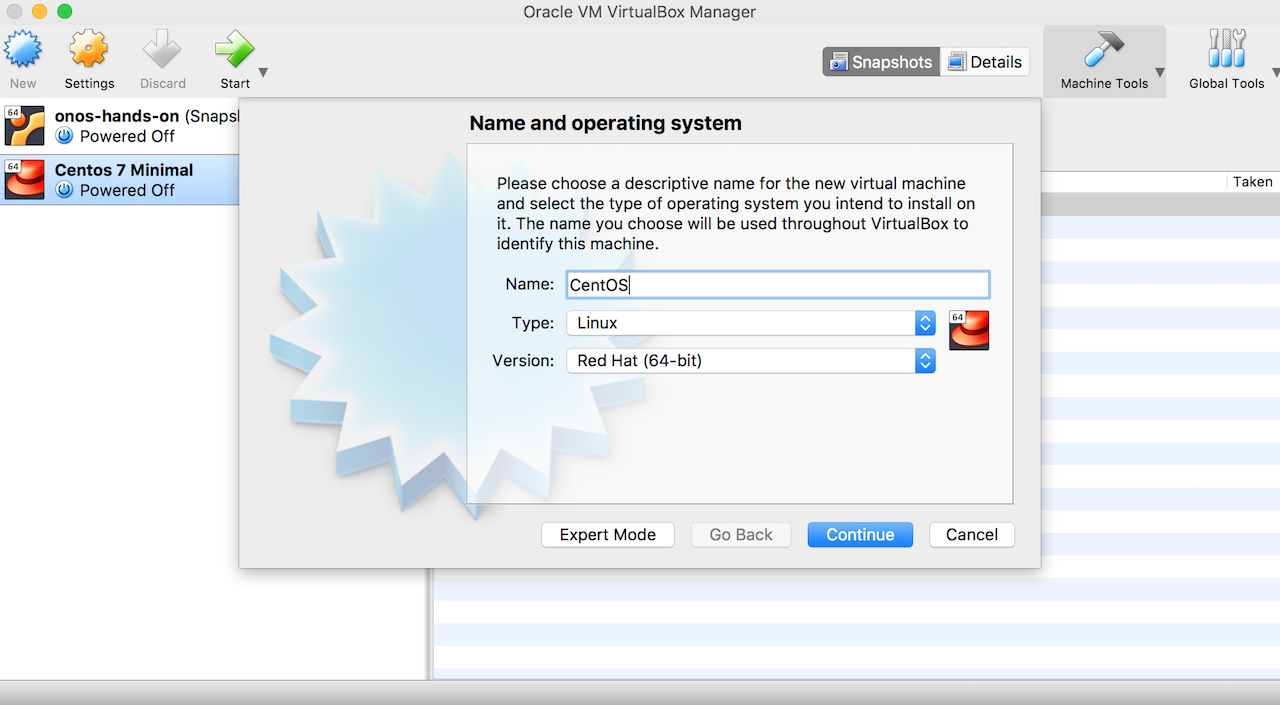 Oracle VM VirtualBox Manager
New
Settings
Discard
Start
Snapshots
Details
Machine Tools
Global Tools
64
onos-hands-on (Snaps
Powered Off
64
Centos 7 Minimal
Powered Off
Taken
Name and operating system
Please choose a descriptive name for the new virtual machine
and select the type of operating system you intend to install on
it. The name you choose will be used throughout VirtualBox to
identify this machine.
Name: CentOS
Type: Linux
64
Version: Red Hat (64-bit)
Expert Mode
Go Back
Continue
Cancel